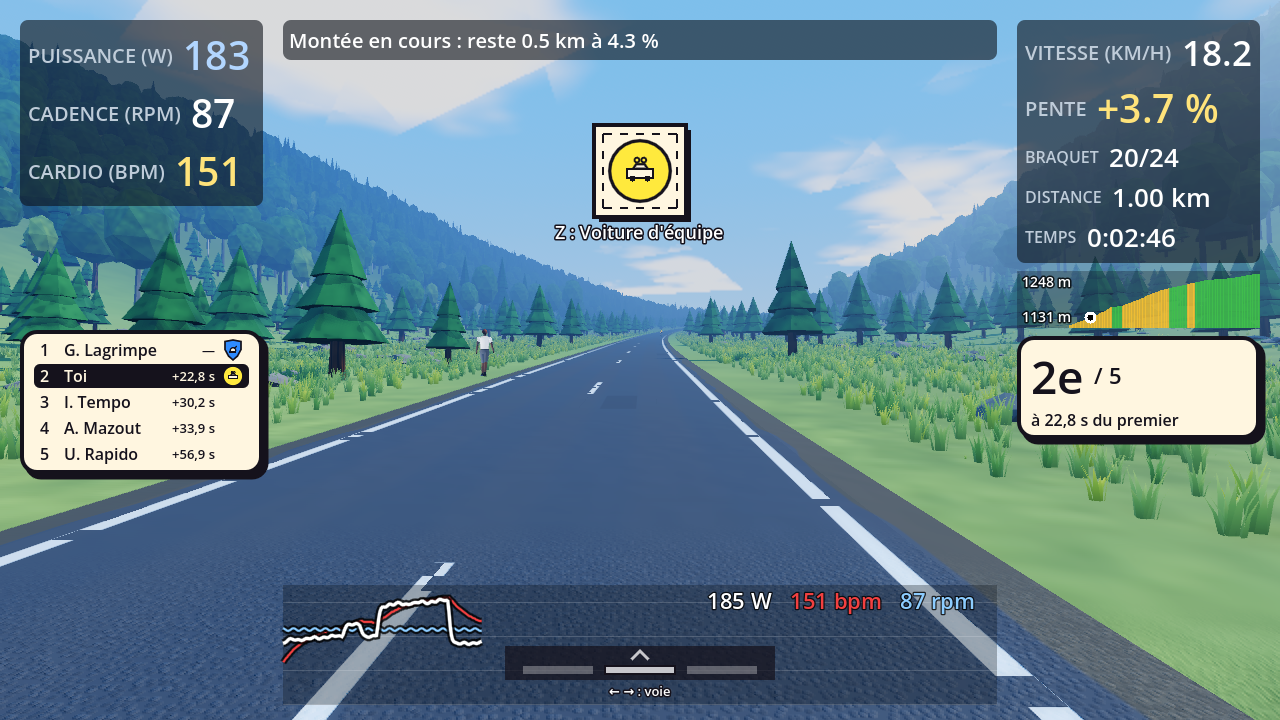 PUISSANCE (W) 183
CADENCE (RPM) 87
CARDIO (BPM) 151
Montée en cours : reste 0.5 km à 4.3 %
VITESSE (KM/H) 18.2
PENTE +3.7 %
BRAQUET 20/24
DISTANCE 1.00 km
TEMPS 0:02:46
Z : Voiture d'équipe
1248 m
1131 m
1 G. Lagrimpe —
2 Toi +22,8 s
3 I. Tempo +30,2 s
4 A. Mazout +33,9 s
5 U. Rapido +56,9 s
2e / 5
à 22,8 s du premier
185 W 151 bpm 87 rpm
←→ : voie